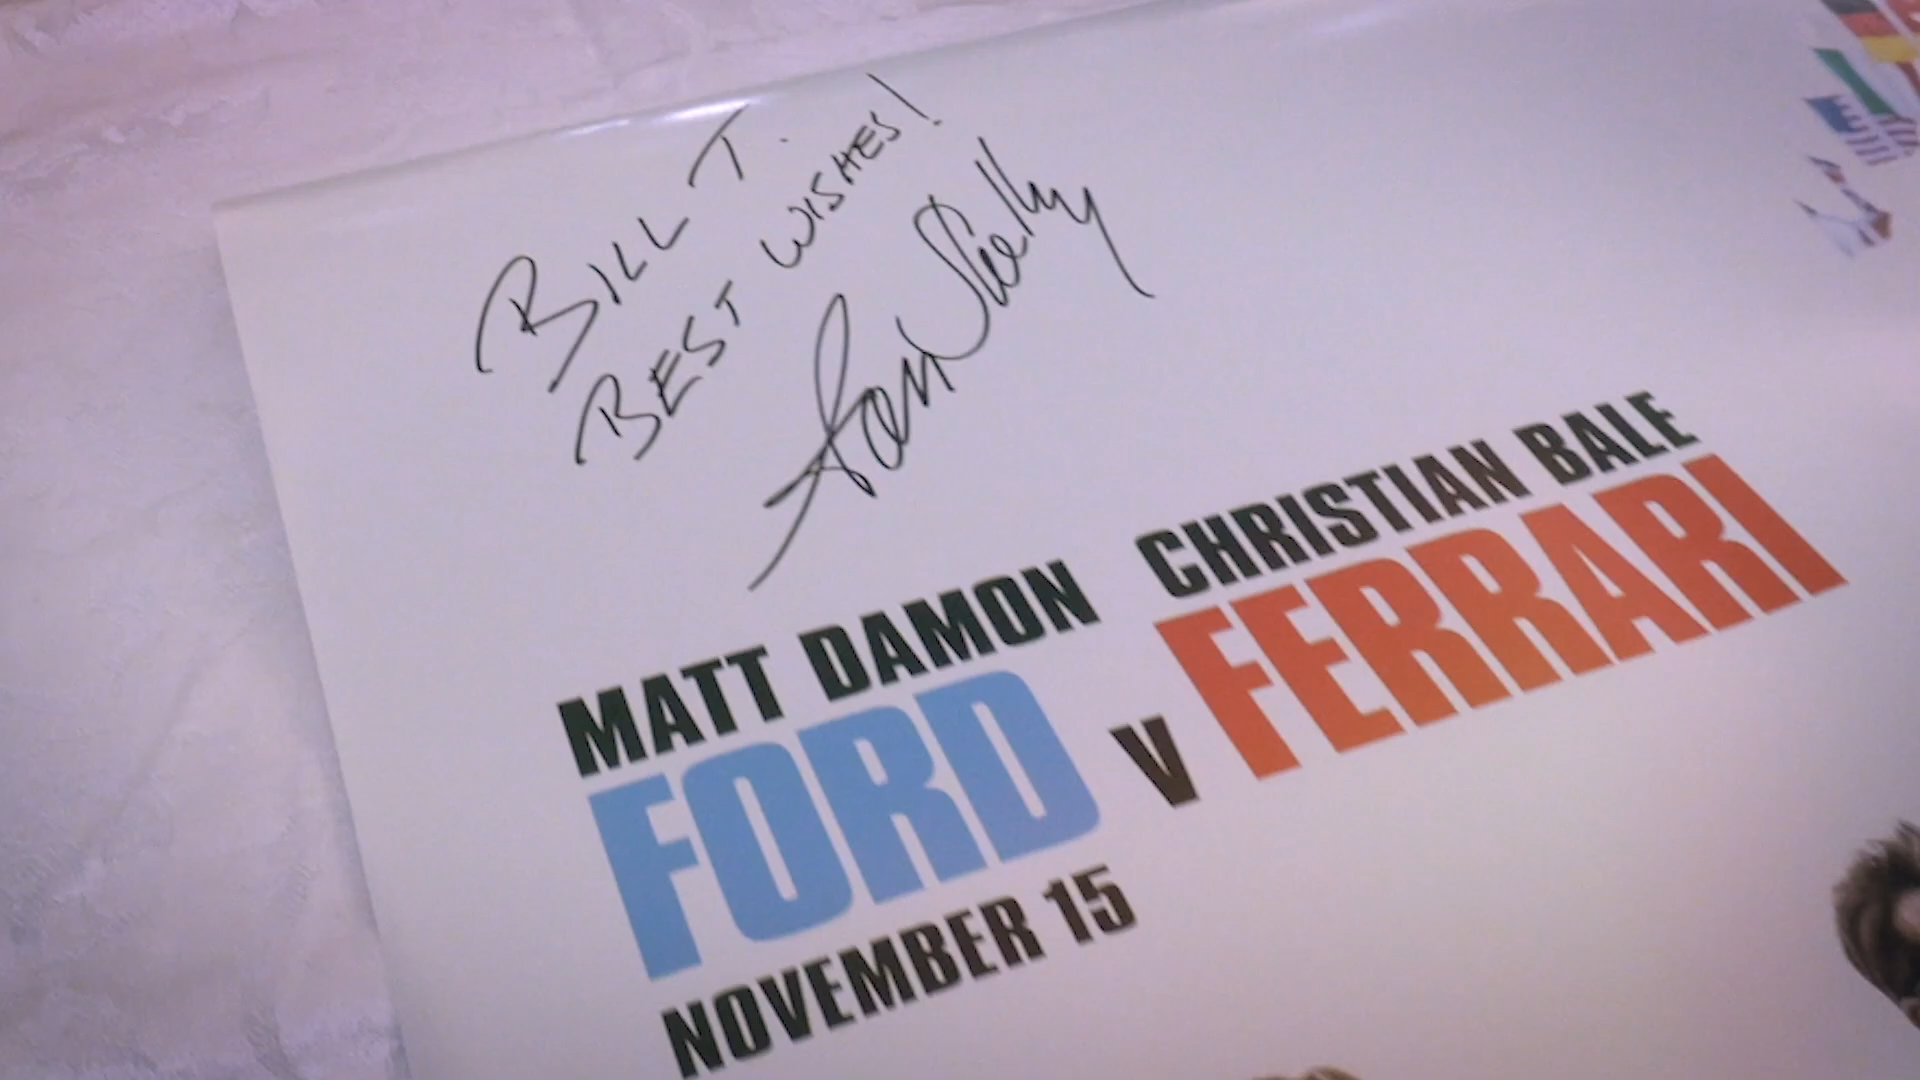 BILL T.
BEST WISHES!
MATT DAMON CHRISTIAN BALE
FORD V FERRARI
NOVEMBER 15